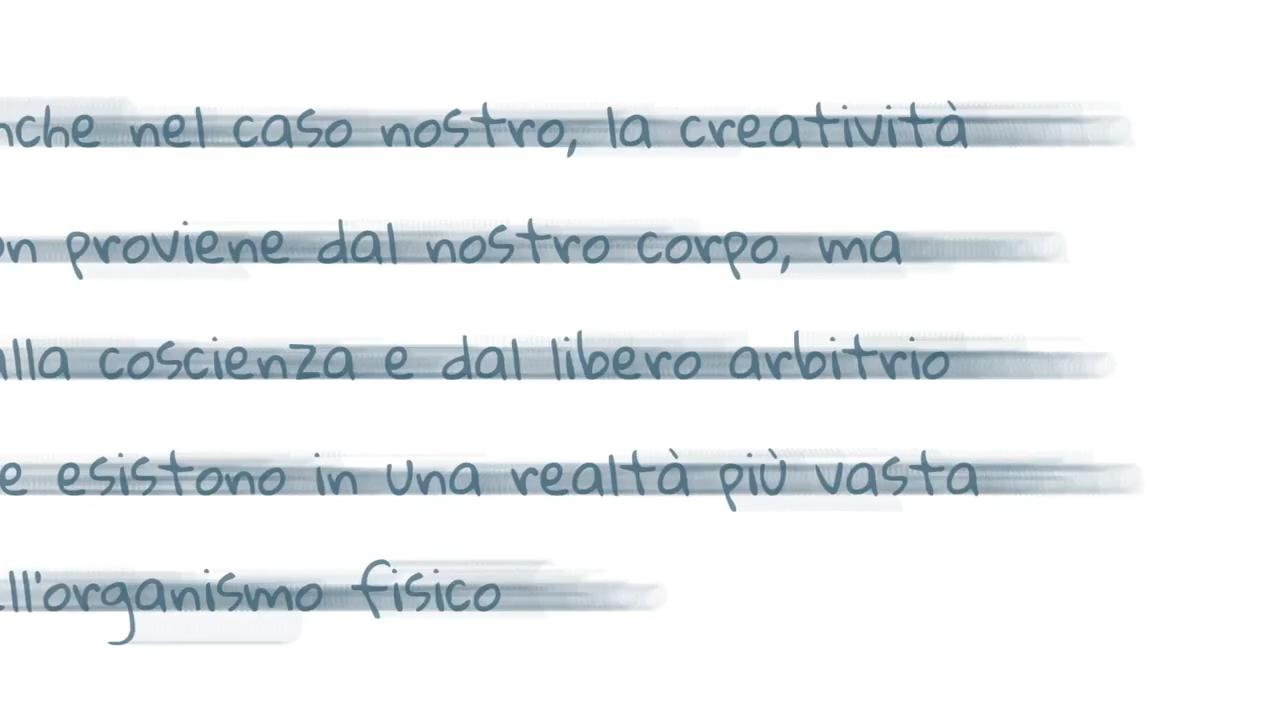 nche nel caso nostro, la creatività
on proviene dal nostro corpo, ma
alla coscienza e dal libero arbitrio
e esistono in una realtà più vasta
ll'organismo fisico